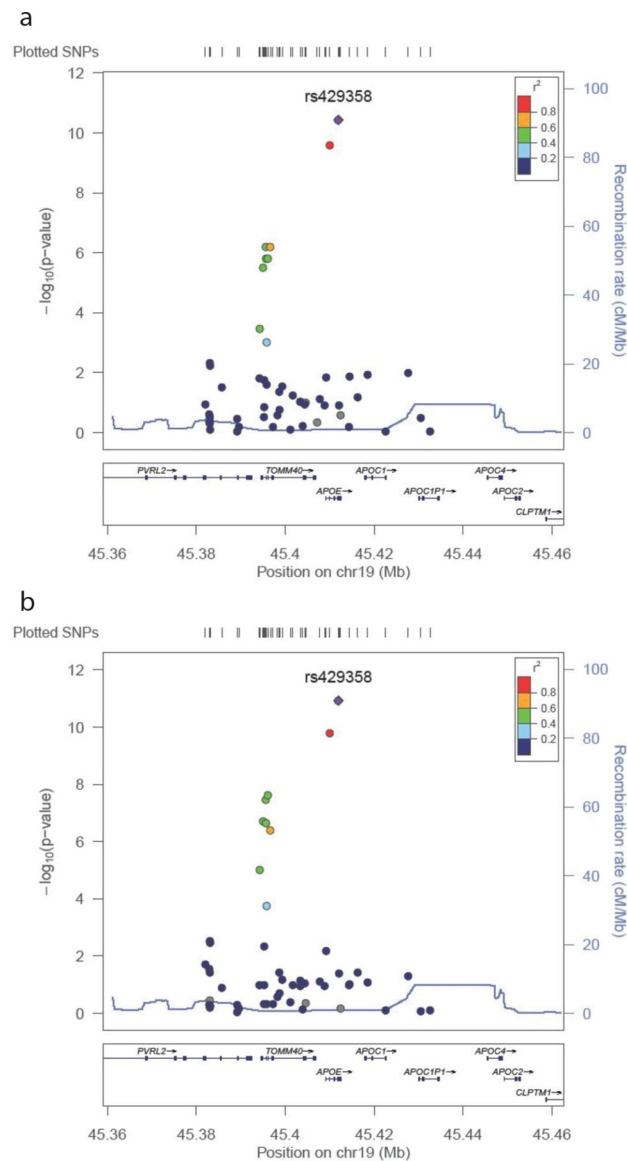 a
Plotted SNPs
rs429358
r²
0.8
0.6
0.4
0.2
12
10
8
6
4
2
0
−log10(p−value)
100
80
60
40
20
0
Recombination rate (cM/Mb)
PVRL2→ TOMM40→ APOC1→ APOC4→
APOE→ APOC1P1→ APOC2→
CLPTM1→
45.36 45.38 45.4 45.42 45.44 45.46
Position on chr19 (Mb)
b
Plotted SNPs
rs429358
r²
0.8
0.6
0.4
0.2
12
10
8
6
4
2
0
−log10(p−value)
100
80
60
40
20
0
Recombination rate (cM/Mb)
PVRL2→ TOMM40→ APOC1→ APOC4→
APOE→ APOC1P1→ APOC2→
CLPTM1→
45.36 45.38 45.4 45.42 45.44 45.46
Position on chr19 (Mb)